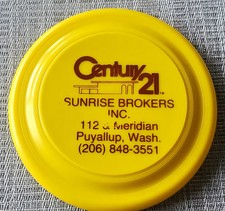 Century 21
SUNRISE BROKERS
INC.
112 S. Meridian
Puyallup, Wash.
(206) 848-3551